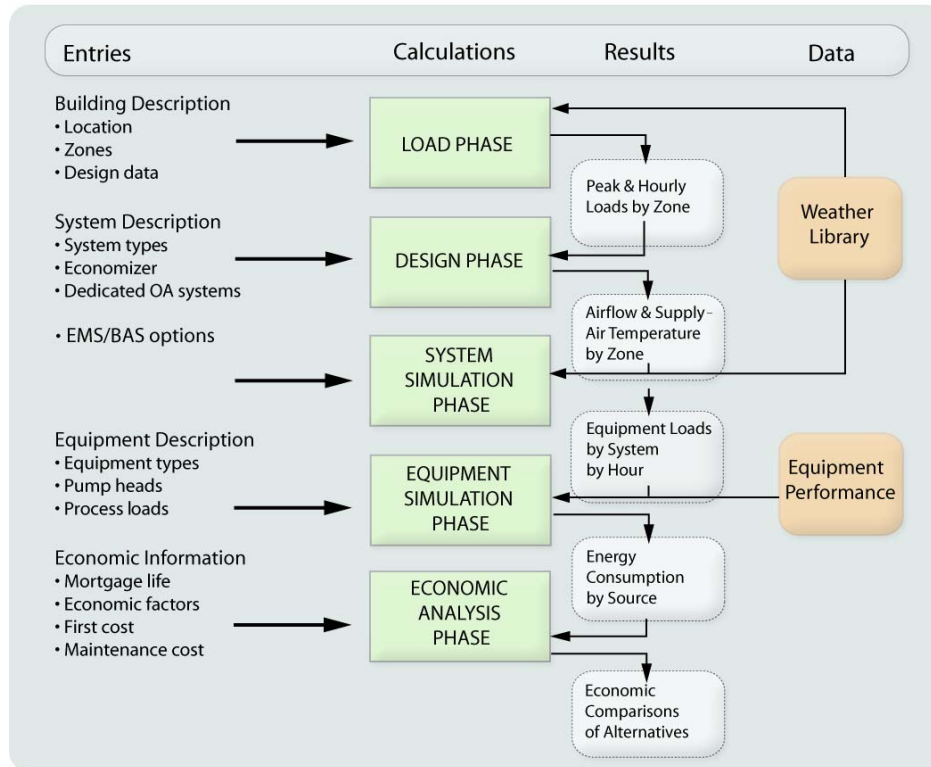 Entries
Calculations
Results
Data
Building Description
• Location
• Zones
• Design data
LOAD PHASE
Peak & Hourly
Loads by Zone
Weather
Library
System Description
• System types
• Economizer
• Dedicated OA systems
• EMS/BAS options
DESIGN PHASE
Airflow & Supply-
Air Temperature
by Zone
SYSTEM
SIMULATION
PHASE
Equipment Loads
by System
by Hour
Equipment Description
• Equipment types
• Pump heads
• Process loads
EQUIPMENT
SIMULATION
PHASE
Equipment
Performance
Energy
Consumption
by Source
Economic Information
• Mortgage life
• Economic factors
• First cost
• Maintenance cost
ECONOMIC
ANALYSIS
PHASE
Economic
Comparisons
of Alternatives